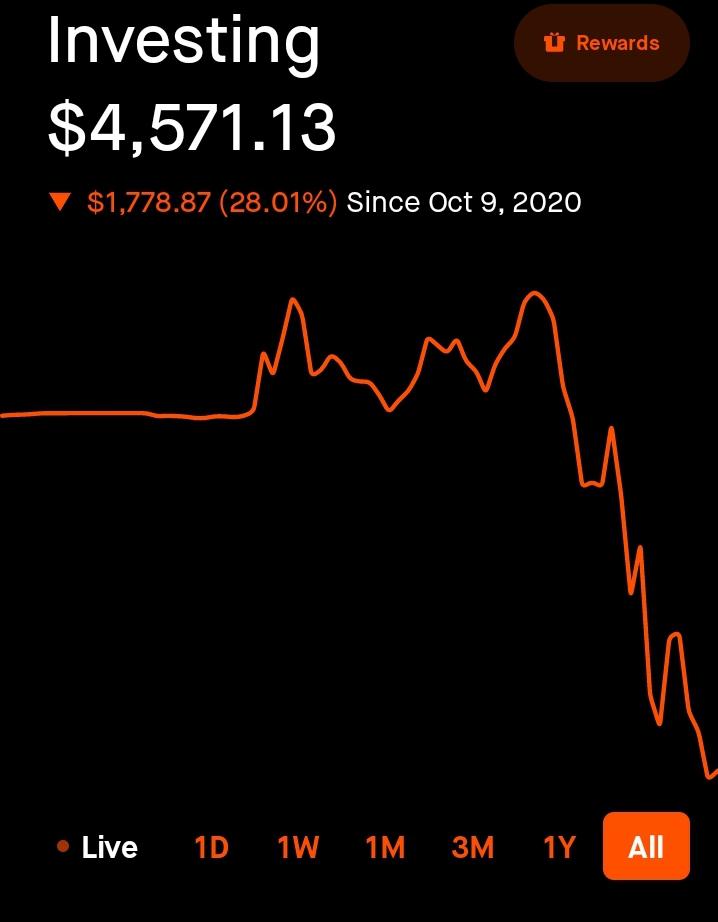 Investing
Rewards
$4,571.13
▼ $1,778.87 (28.01%) Since Oct 9, 2020
Live 1D 1W 1M 3M 1Y All